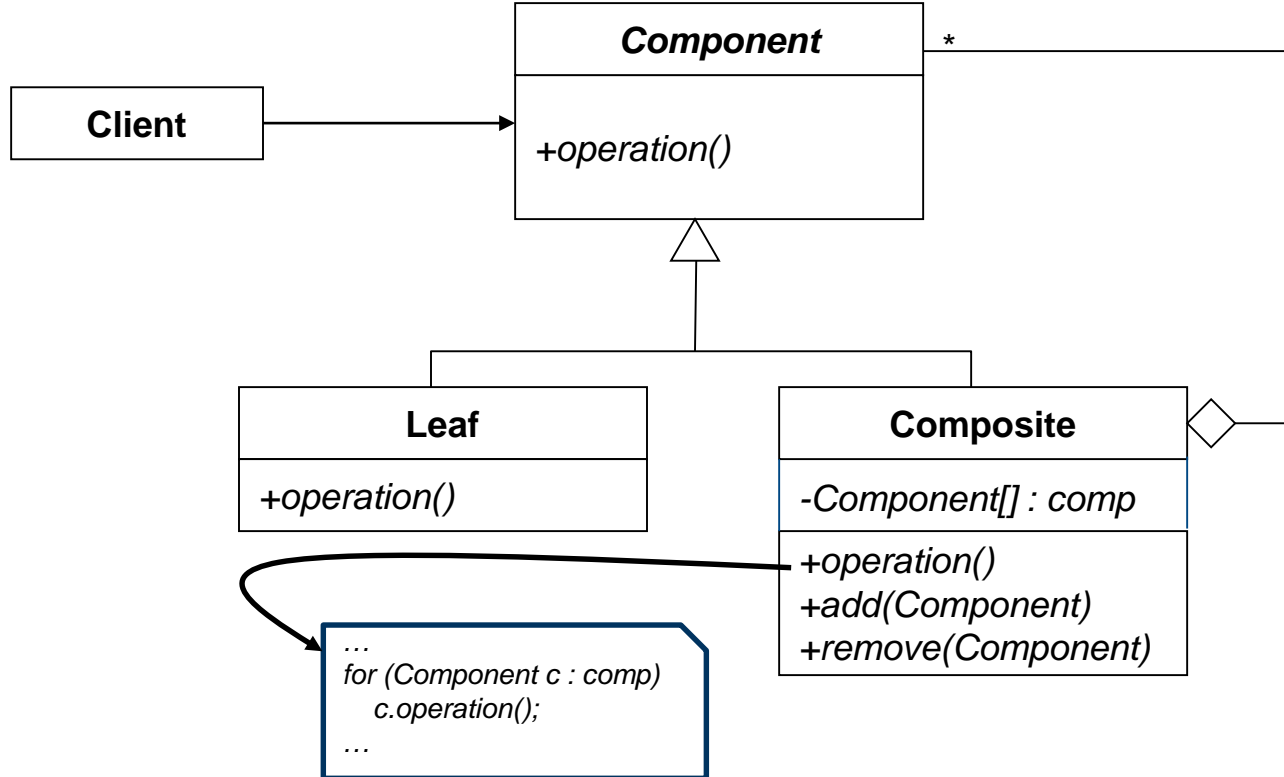 Component
*
+operation()
Client
Leaf
+operation()
Composite
-Component[] : comp
+operation()
+add(Component)
+remove(Component)
…
for (Component c : comp)
c.operation();
…